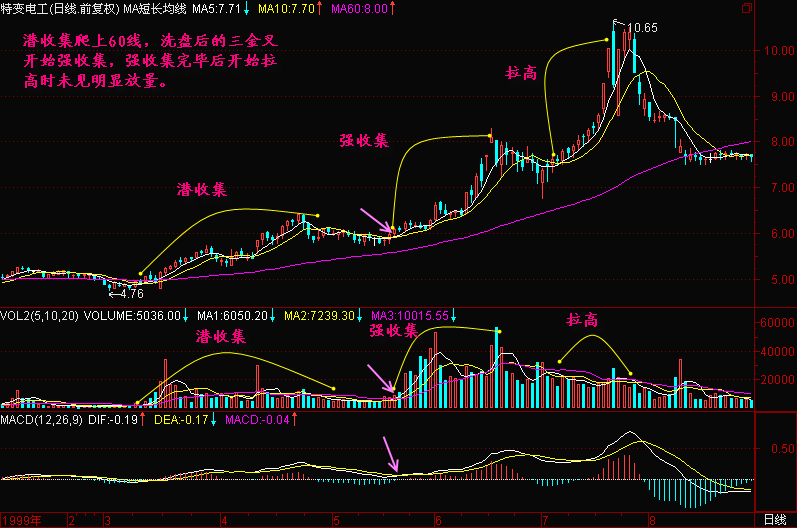 特变电工(日线.前复权) MA短长均线 MA5:7.71↓ MA10:7.70↑ MA60:8.00↑
潜收集爬上60线，洗盘后的三金叉
开始强收集，强收集完毕后开始拉
高时未见明显放量。
10.65
10.00
拉高
9.00
强收集
8.00
潜收集
7.00
6.00
5.00
←4.76
VOL2(5,10,20) VOLUME:5036.00↓ MA1:6050.20↓ MA2:7239.30↓ MA3:10015.55↓
潜收集
强收集
拉高
60000
40000
20000
MACD(12,26,9) DIF:-0.19↑ DEA:-0.17↓ MACD:-0.04↑
0.50
1999年 2 3 4 5 6 7 8 日线